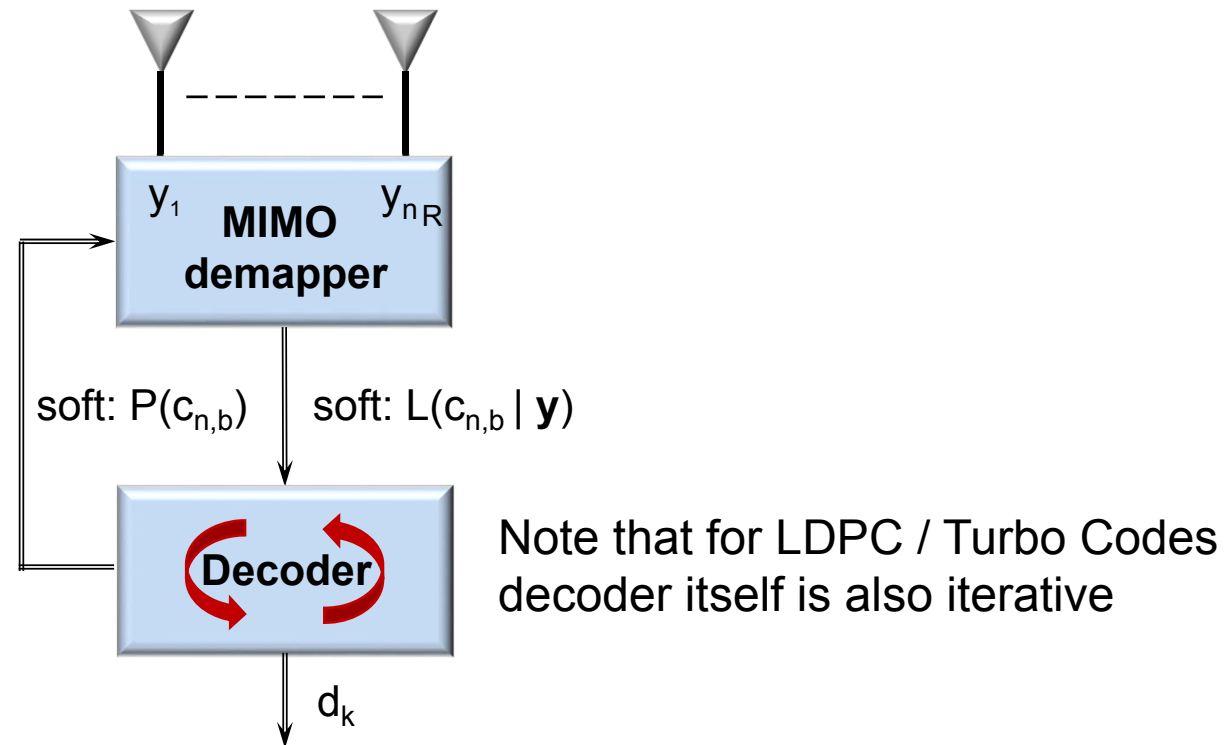 y₁ yₙR
MIMO
demapper
soft: P(cₙ,b) soft: L(cₙ,b | y)
Decoder
Note that for LDPC / Turbo Codes
decoder itself is also iterative
dₖ